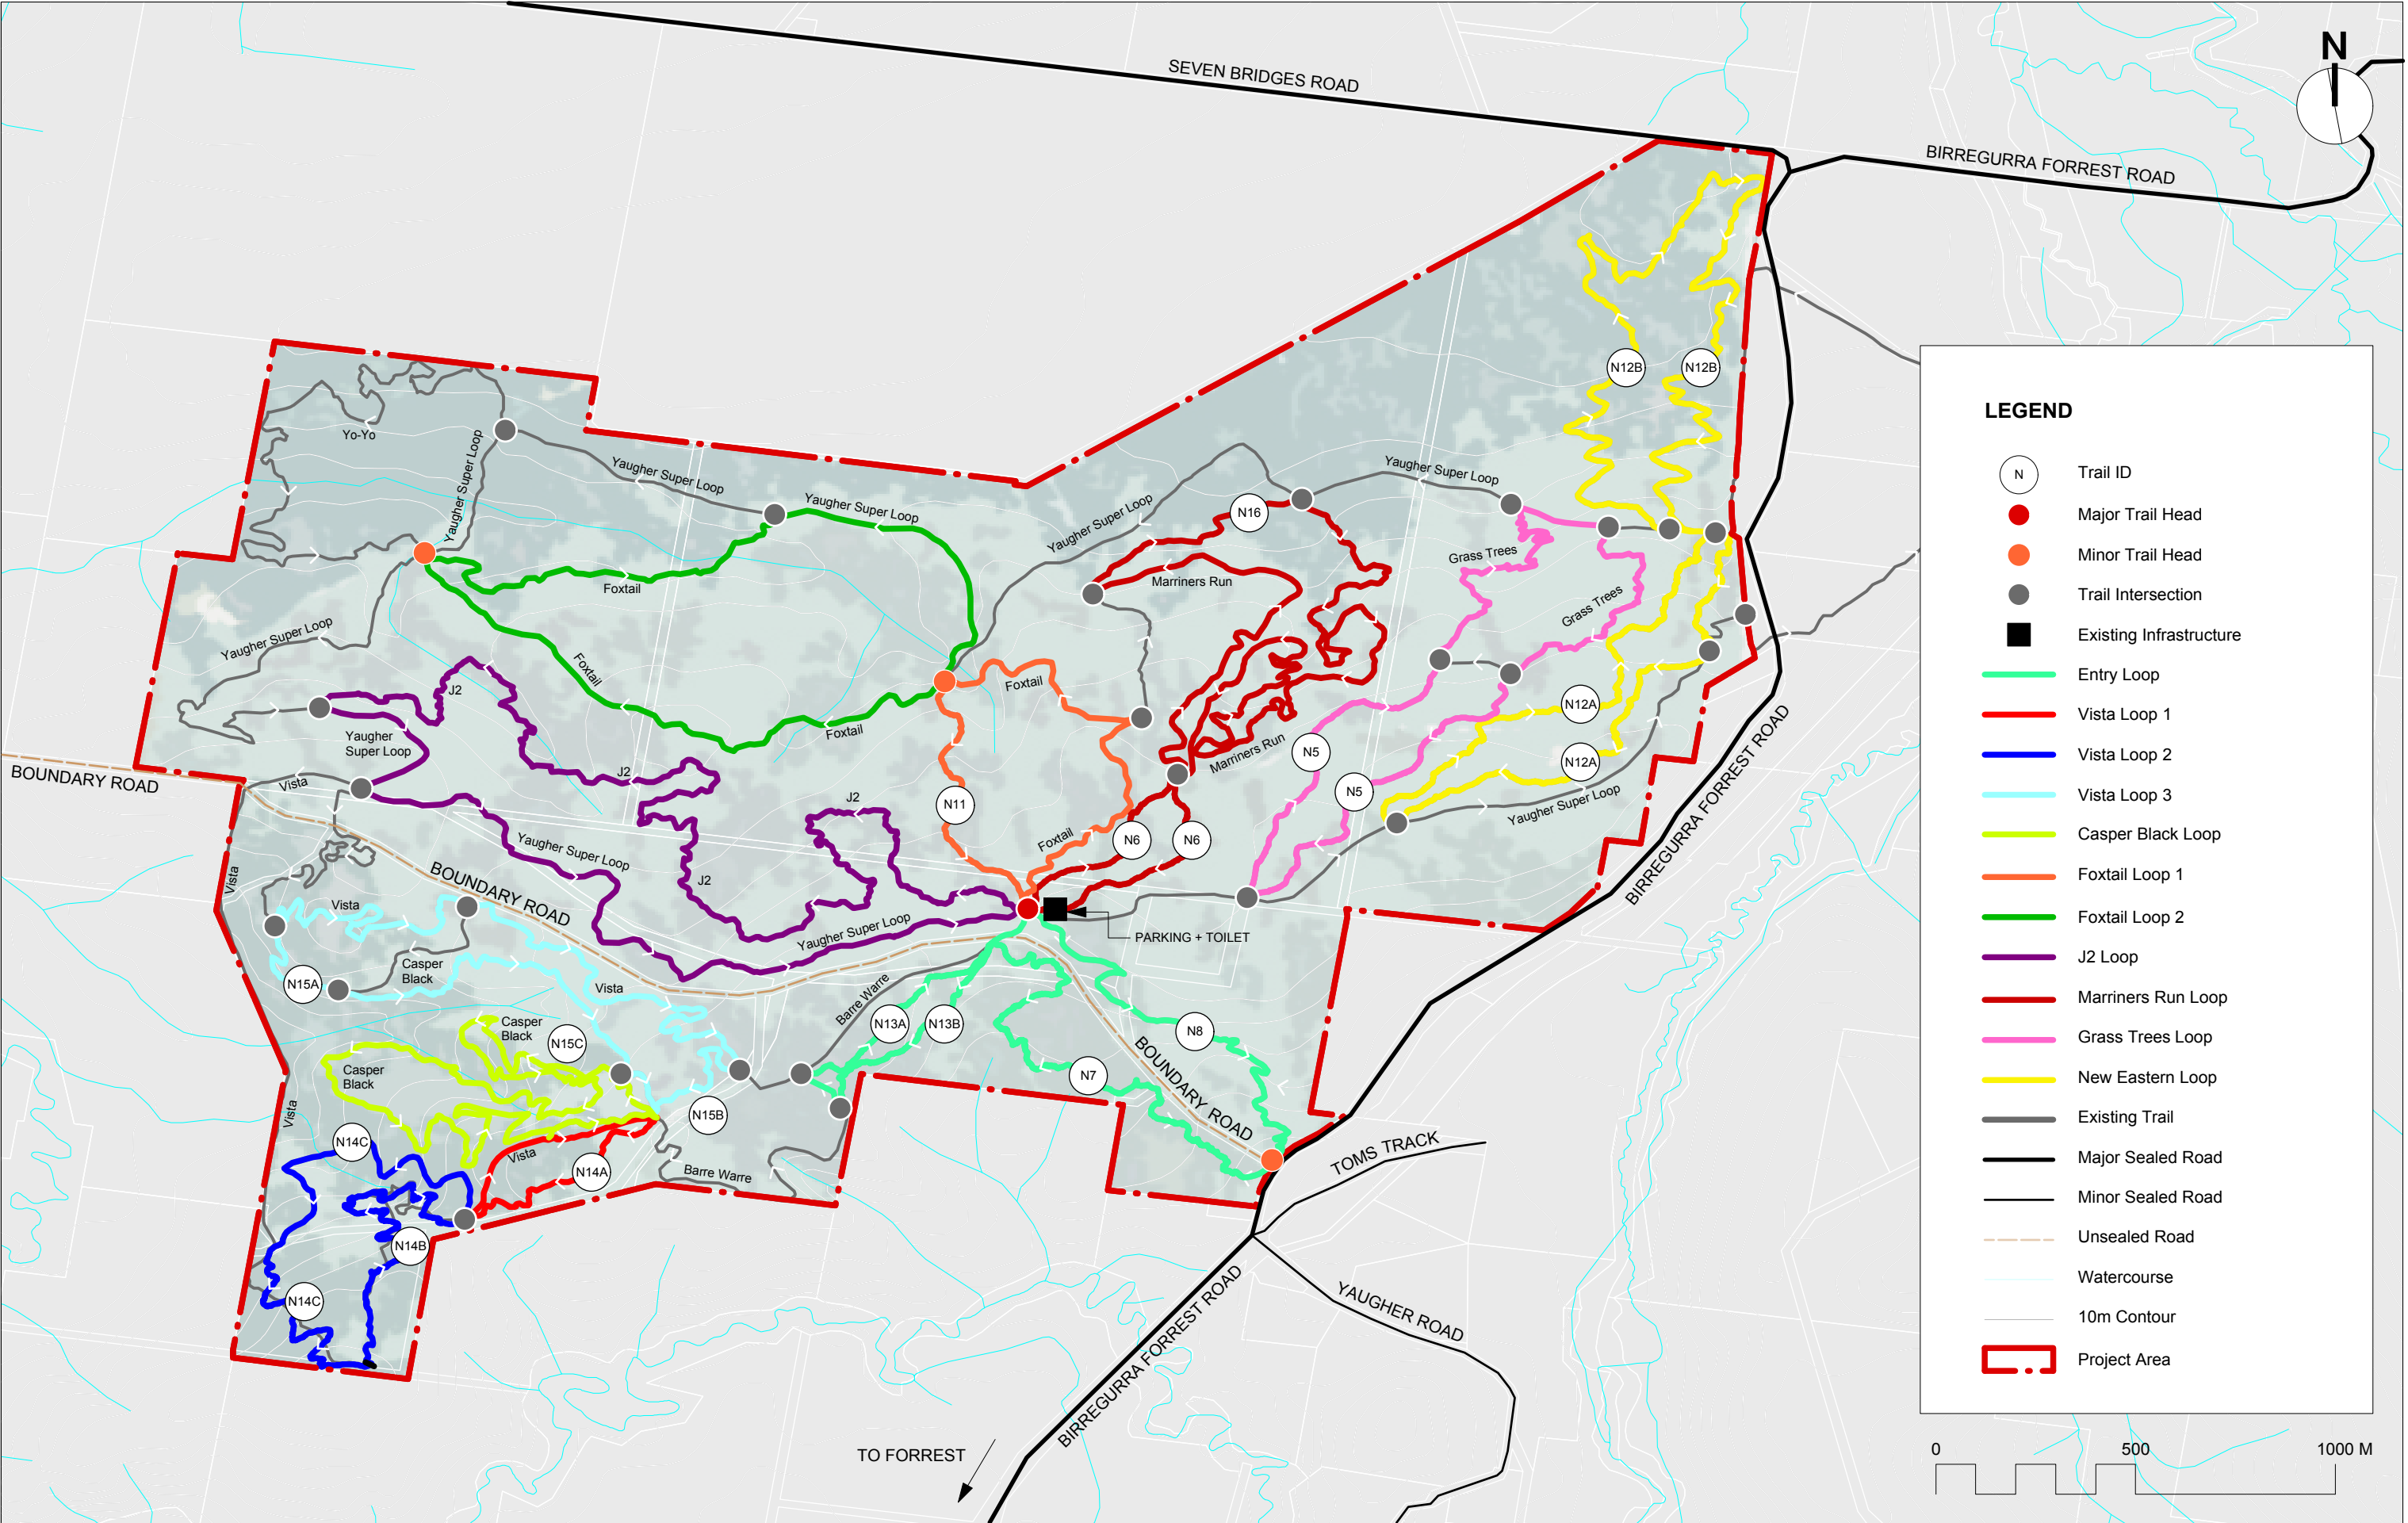 SEVEN BRIDGES ROAD
N
BIRREGURRA FORREST ROAD
N12B
N12B
Yo-Yo
Yaugher Super Loop
Yaugher Super Loop
Yaugher Super Loop
Yaugher Super Loop
Yaugher Super Loop
N16
Grass Trees
Marriners Run
Foxtail
Grass Trees
Yaugher Super Loop
Foxtail
J2
Foxtail
N12A
Yaugher
Super Loop
Foxtail
N5
Marriners Run
N12A
BOUNDARY ROAD
Vista
J2
J2
N11
N5
Yaugher Super Loop
BIRREGURRA FORREST ROAD
Foxtail
N6
N6
Yaugher Super Loop
BOUNDARY ROAD
Vista
J2
Vista
Yaugher Super Loop
PARKING + TOILET
Casper
Black
N15A
Vista
Barre Warre
N13A
N13B
N8
Casper
Black
N15C
BOUNDARY ROAD
Casper
Black
N7
Vista
N15B
N14C
Vista
N14A
Barre Warre
TOMS TRACK
N14B
N14C
BIRREGURRA FORREST ROAD
YAUGHER ROAD
TO FORREST
LEGEND
N
Trail ID
Major Trail Head
Minor Trail Head
Trail Intersection
Existing Infrastructure
Entry Loop
Vista Loop 1
Vista Loop 2
Vista Loop 3
Casper Black Loop
Foxtail Loop 1
Foxtail Loop 2
J2 Loop
Marriners Run Loop
Grass Trees Loop
New Eastern Loop
Existing Trail
Major Sealed Road
Minor Sealed Road
Unsealed Road
Watercourse
10m Contour
Project Area
0 500 1000 M